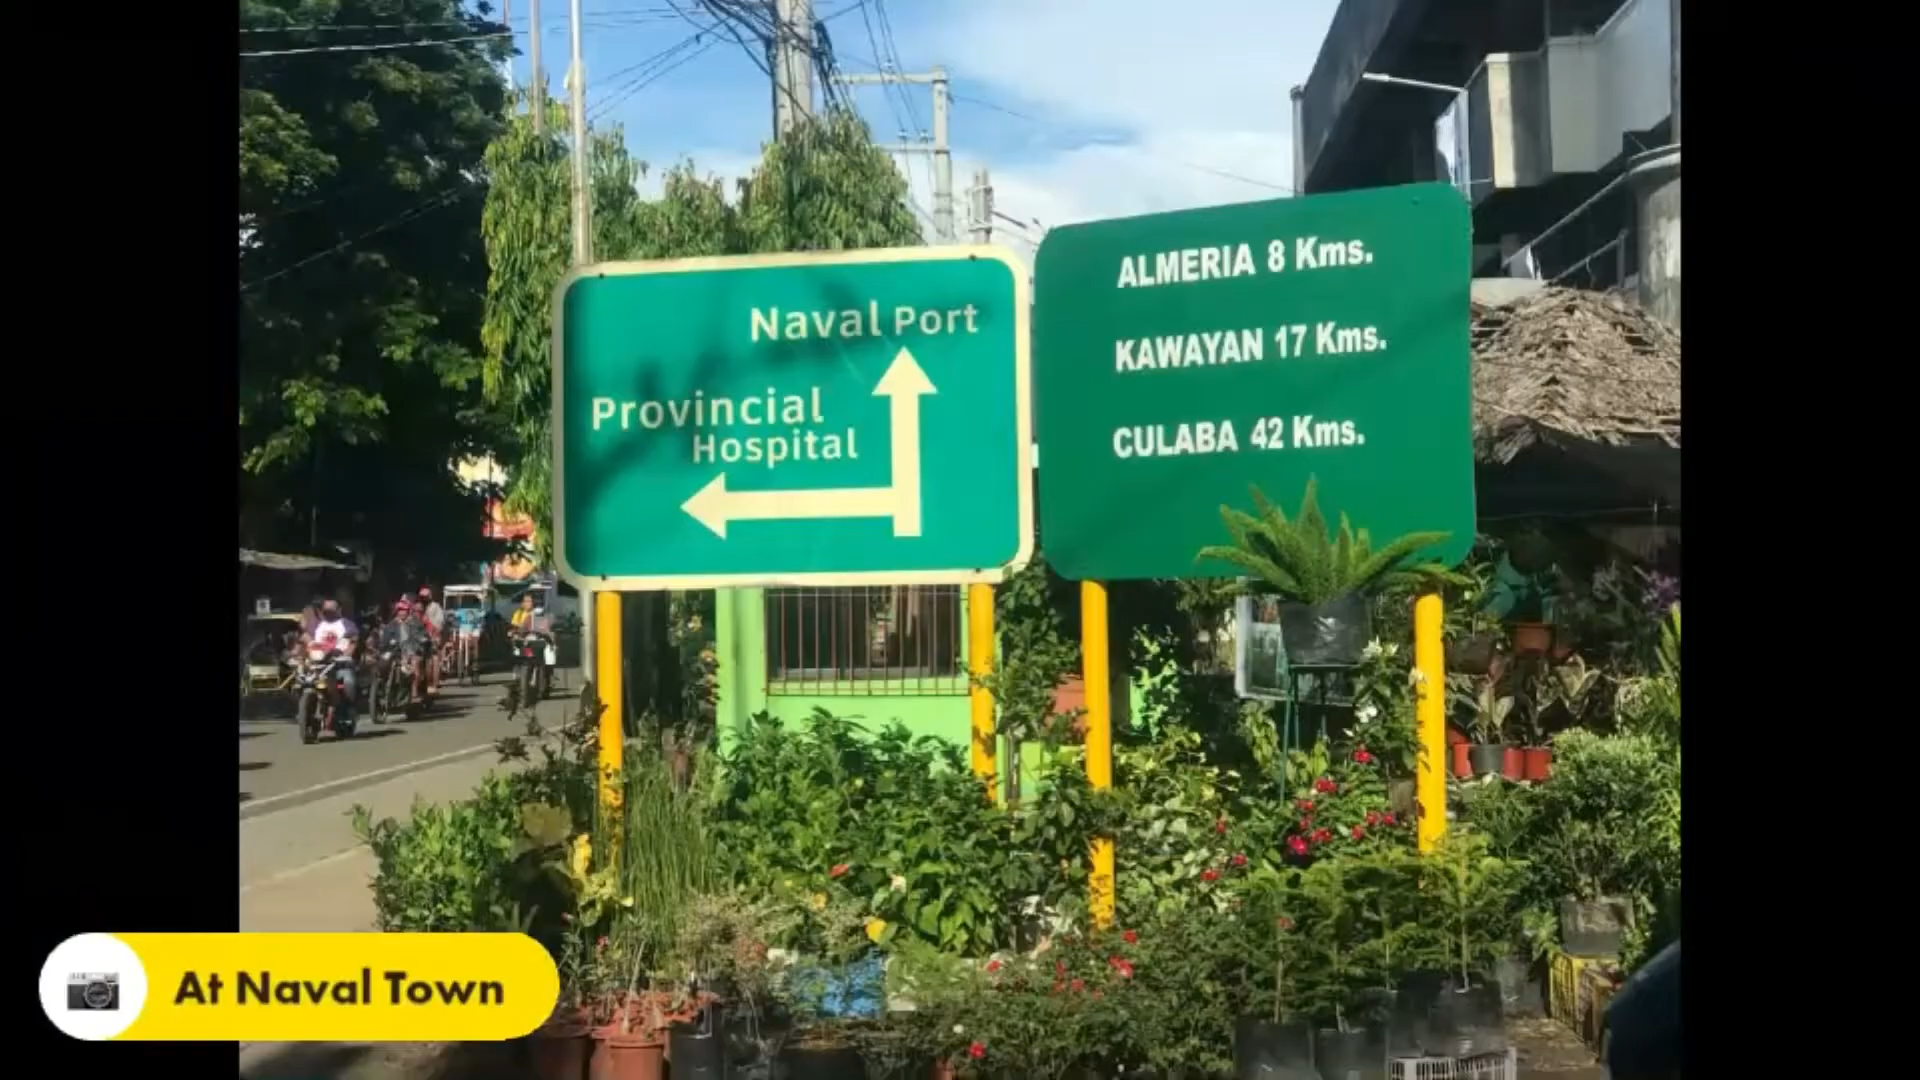 Naval Port
Provincial
Hospital
ALMERIA 8 Kms.
KAWAYAN 17 Kms.
CULABA 42 Kms.
At Naval Town